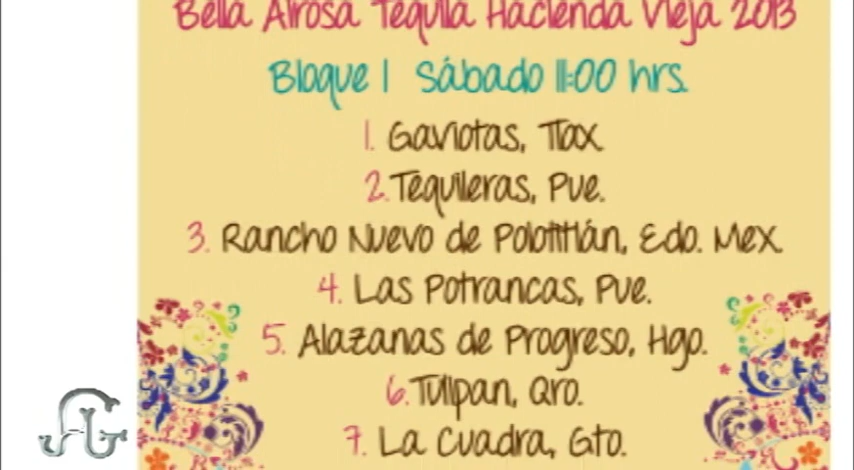 Bella Airosa Tequila Hacienda Vieja 2013
Bloque 1 Sábado 11:00 hrs.
1. Gaviotas, Tlax.
2. Tequileras, Pue.
3. Rancho Nuevo de Polotitlán, Edo. Mex.
4. Las Potrancas, Pue.
5. Alazanas de Progreso, Hgo.
6. Tulipan, Qro.
7. La Cuadra, Gto.